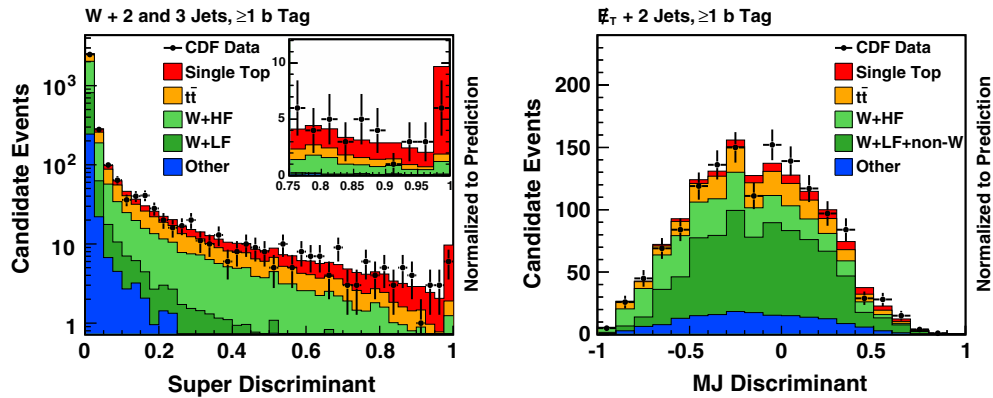 W + 2 and 3 Jets, ≥1 b Tag
Candidate Events
10³
10²
10
1
CDF Data
Single Top
tt̄
W+HF
W+LF
Other
10
5
0
0.75 0.8 0.85 0.9 0.95 1
0 0.2 0.4 0.6 0.8 1
Super Discriminant
Normalized to Prediction
E̸T + 2 Jets, ≥1 b Tag
Candidate Events
200
150
100
50
0
CDF Data
Single Top
tt̄
W+HF
W+LF+non-W
Other
-1 -0.5 0 0.5 1
MJ Discriminant
Normalized to Prediction